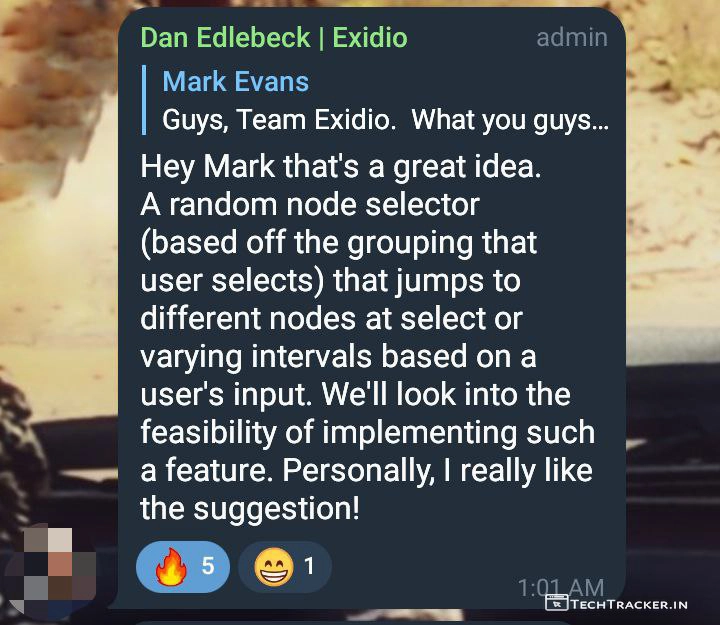 Dan Edlebeck | Exidio admin
Mark Evans
Guys, Team Exidio. What you guys...
Hey Mark that's a great idea.
A random node selector
(based off the grouping that
user selects) that jumps to
different nodes at select or
varying intervals based on a
user's input. We'll look into the
feasibility of implementing such
a feature. Personally, I really like
the suggestion!
🔥 5 😁 1
1:01 AM
TECHTRACKER.IN